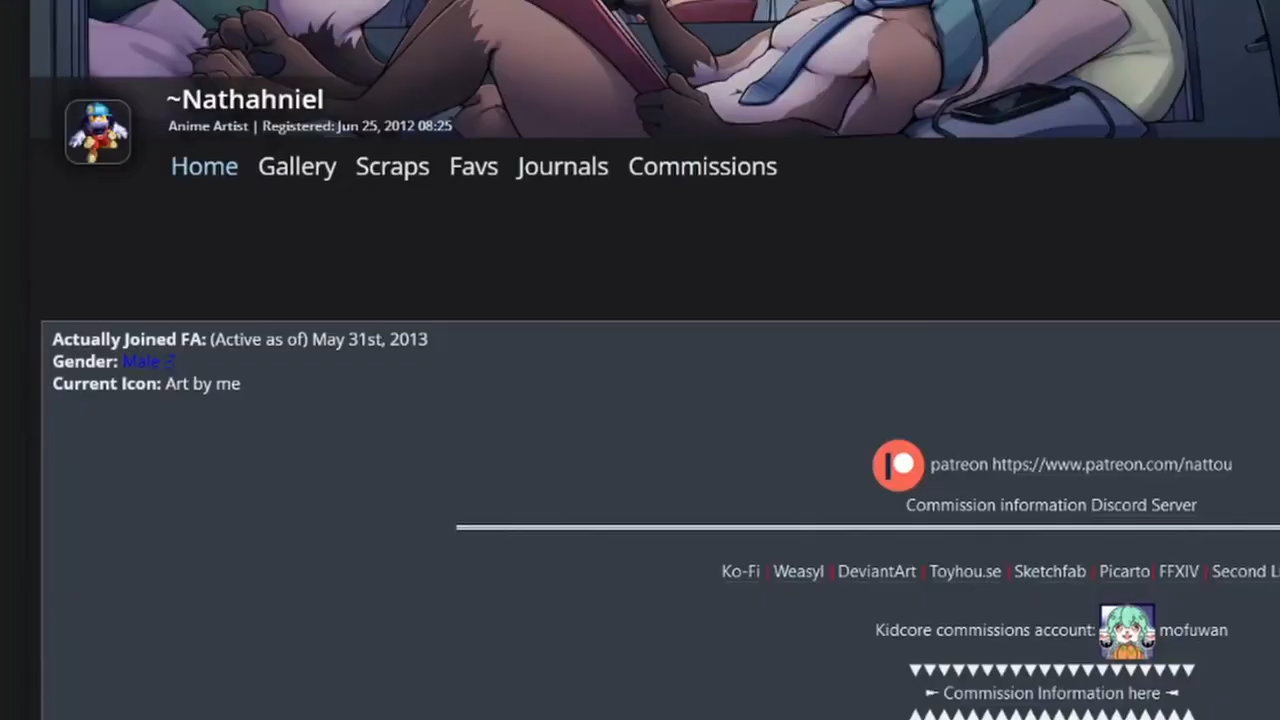 ~Nathahniel
Anime Artist | Registered: Jun 25, 2012 08:25
Home Gallery Scraps Favs Journals Commissions
Actually Joined FA: (Active as of) May 31st, 2013
Gender: Male ♂
Current Icon: Art by me
patreon https://www.patreon.com/nattou
Commission information Discord Server
Ko-Fi | Weasyl | DeviantArt | Toyhou.se | Sketchfab | Picarto | FFXIV | Second L
Kidcore commissions account: mofuwan
▼▼▼▼▼▼▼▼▼▼▼▼▼▼▼▼▼▼▼▼
► Commission Information here ◄
▲▲▲▲▲▲▲▲▲▲▲▲▲▲▲▲▲▲▲▲